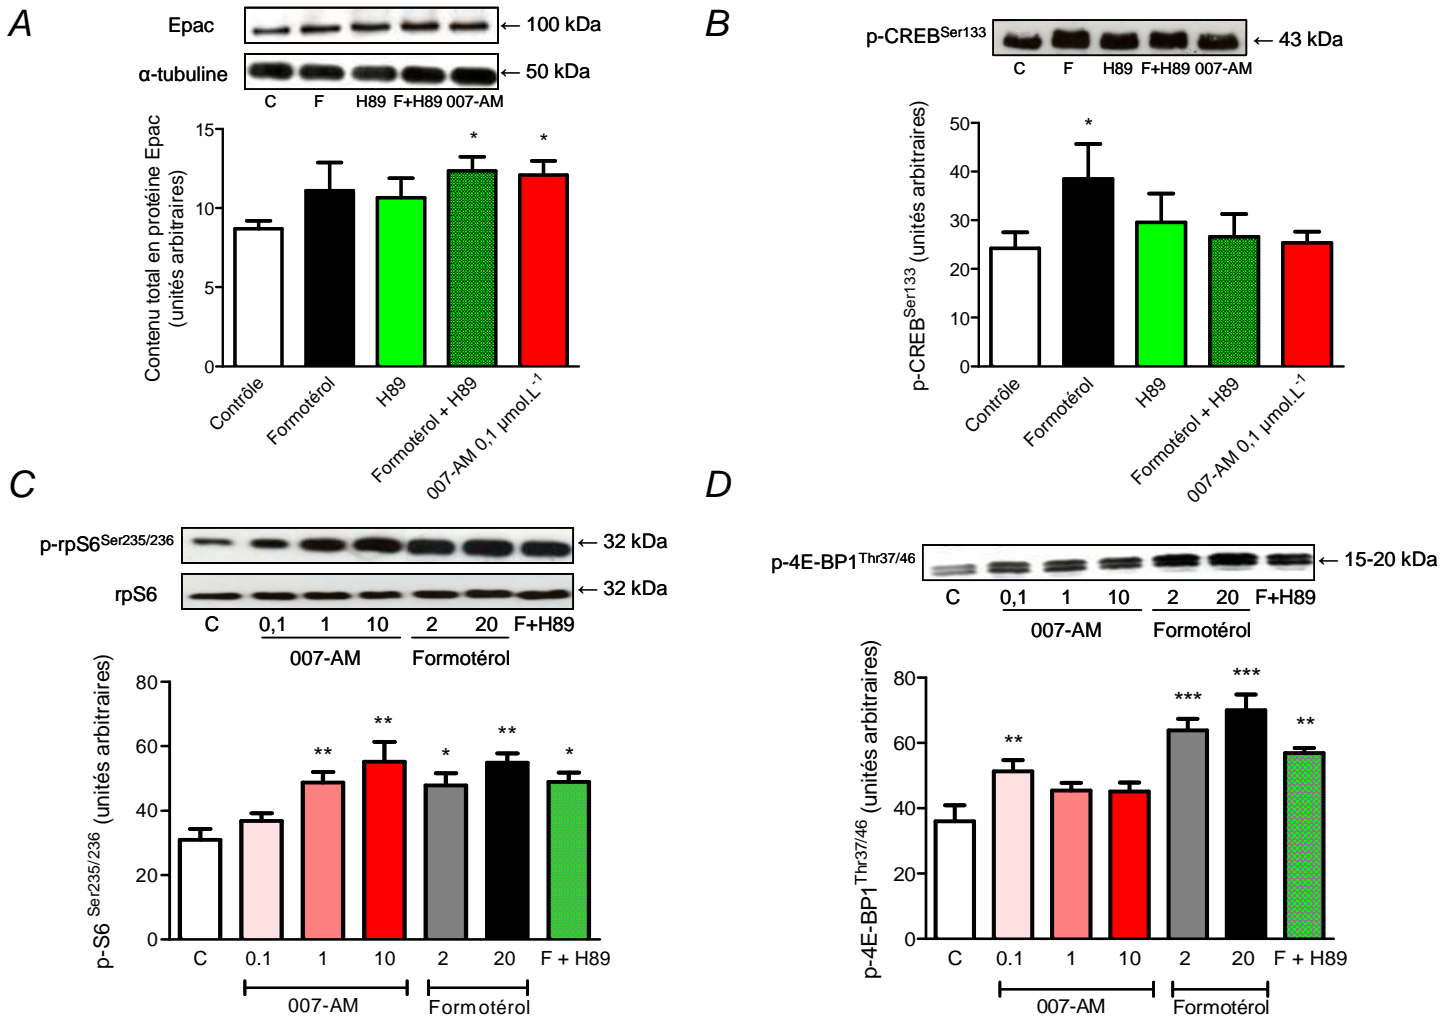 A
Epac
← 100 kDa
α-tubuline
← 50 kDa
C F H89 F+H89 007-AM
Contenu total en protéine Epac
(unités arbitraires)
15
10
5
0
Contrôle
Formotérol
H89
Formotérol + H89
007-AM 0,1 µmol.L-1
B
p-CREBSer133
← 43 kDa
C F H89 F+H89 007-AM
p-CREBSer133 (unités arbitraires)
50
40
30
20
10
0
*
Contrôle
Formotérol
H89
Formotérol + H89
007-AM 0,1 µmol.L-1
* *
C
p-rpS6Ser235/236
← 32 kDa
rpS6
← 32 kDa
C 0,1 1 10 2 20 F+H89
007-AM Formotérol
p-S6 Ser235/236 (unités arbitraires)
80
60
40
20
0
** ** * ** *
C 0.1 1 10 2 20 F + H89
007-AM Formotérol
D
p-4E-BP1Thr37/46
← 15-20 kDa
C 0,1 1 10 2 20 F+H89
007-AM Formotérol
p-4E-BP1Thr37/46 (unités arbitraires)
80
60
40
20
0
** *** *** **
C 0.1 1 10 2 20 F + H89
007-AM Formotérol